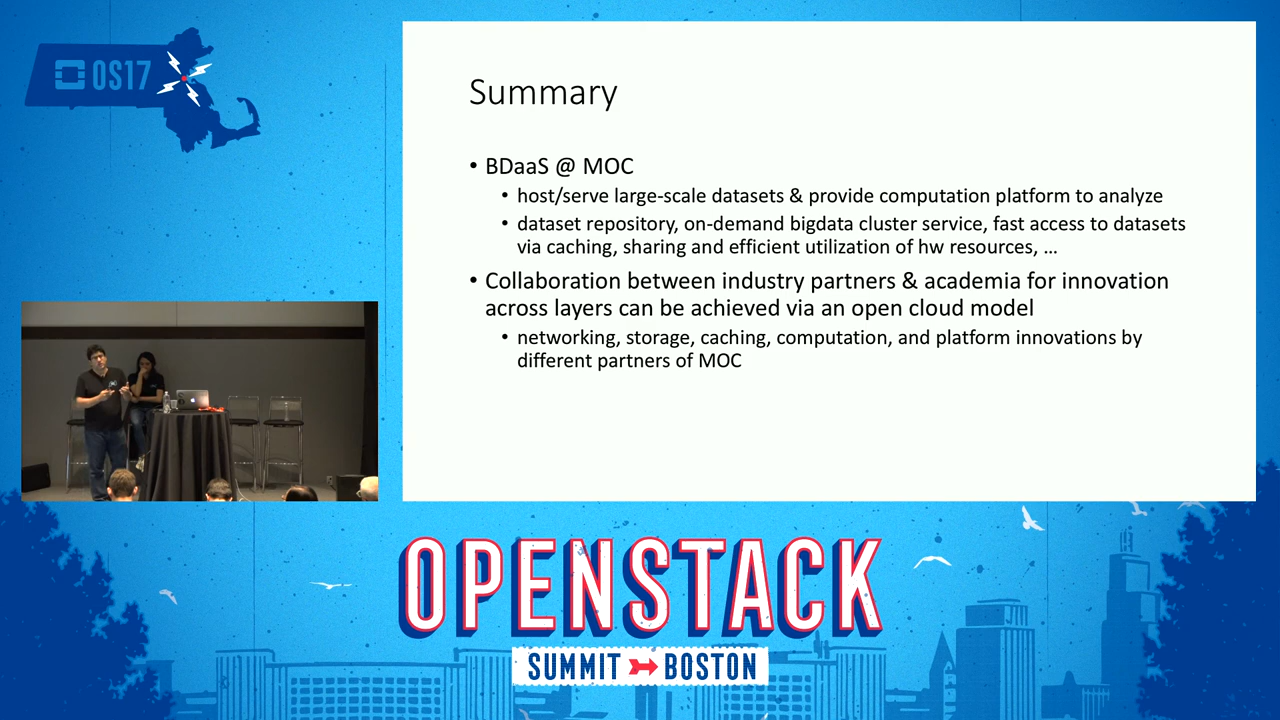 OS17
Summary
• BDaaS @ MOC
• host/serve large-scale datasets & provide computation platform to analyze
• dataset repository, on-demand bigdata cluster service, fast access to datasets
via caching, sharing and efficient utilization of hw resources, ...
• Collaboration between industry partners & academia for innovation
across layers can be achieved via an open cloud model
• networking, storage, caching, computation, and platform innovations by
different partners of MOC
OPENSTACK
SUMMIT BOSTON